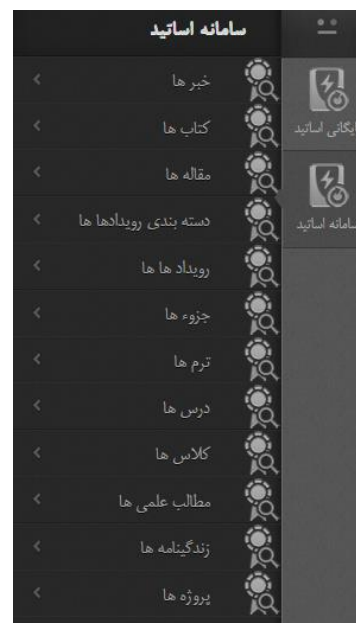 سامانه اساتید
خبر ها
کتاب ها
مقاله ها
دسته بندی رویدادها ها
رویداد ها ها
جزوء ها
ترم ها
درس ها
کلاس ها
مطالب علمی ها
زندگینامه ها
پروژه ها
بایگانی اساتید
سامانه اساتید